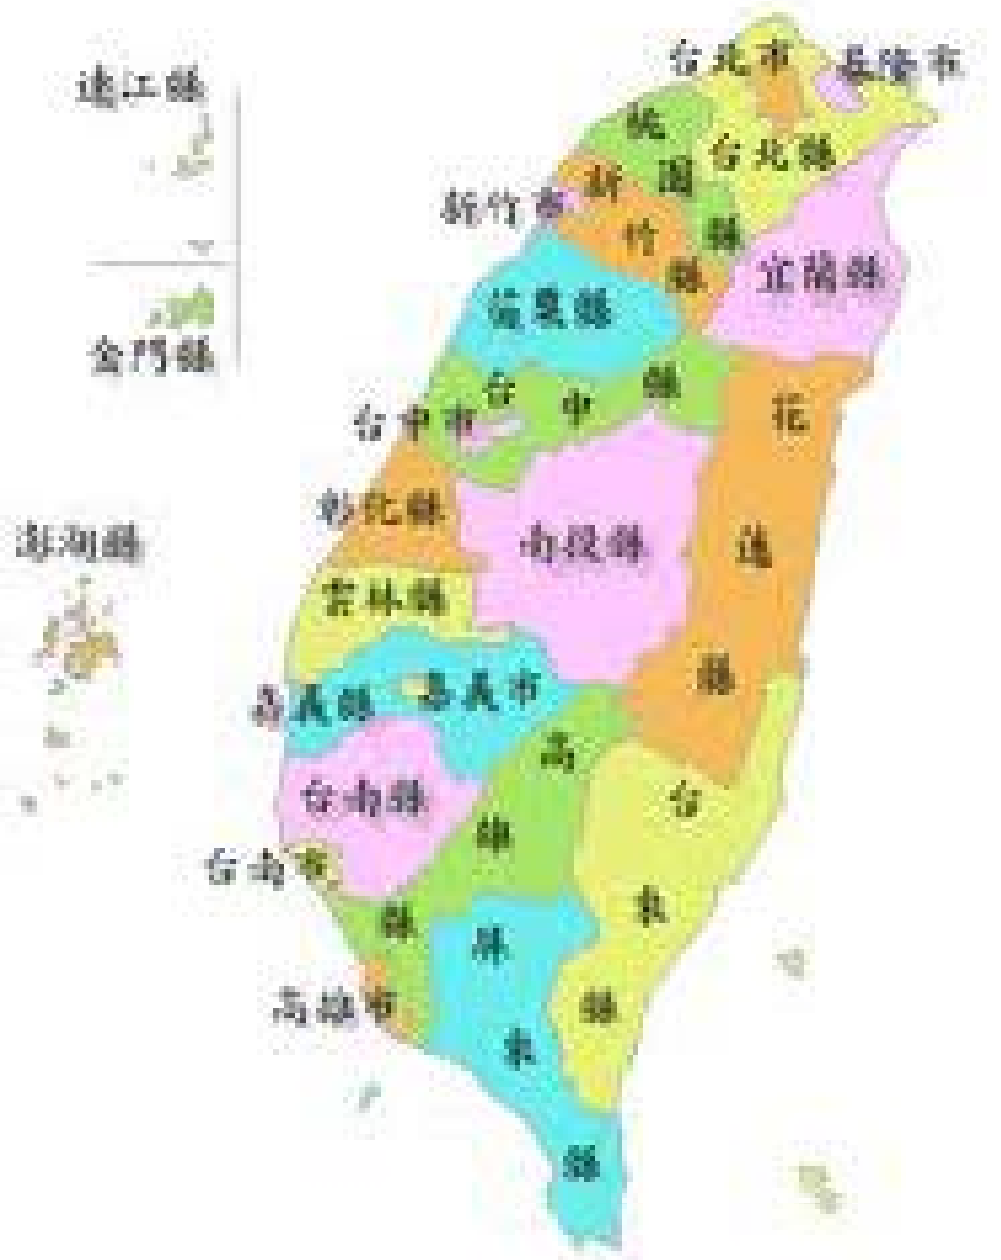 台北市
基隆市
連江縣
桃園縣
台北縣
新竹縣
新竹市
宜蘭縣
苗栗縣
金門縣
台中縣
台中市
花蓮縣
彰化縣
南投縣
澎湖縣
雲林縣
嘉義縣
嘉義市
高雄縣
台南縣
台東縣
台南市
屏東縣
高雄市